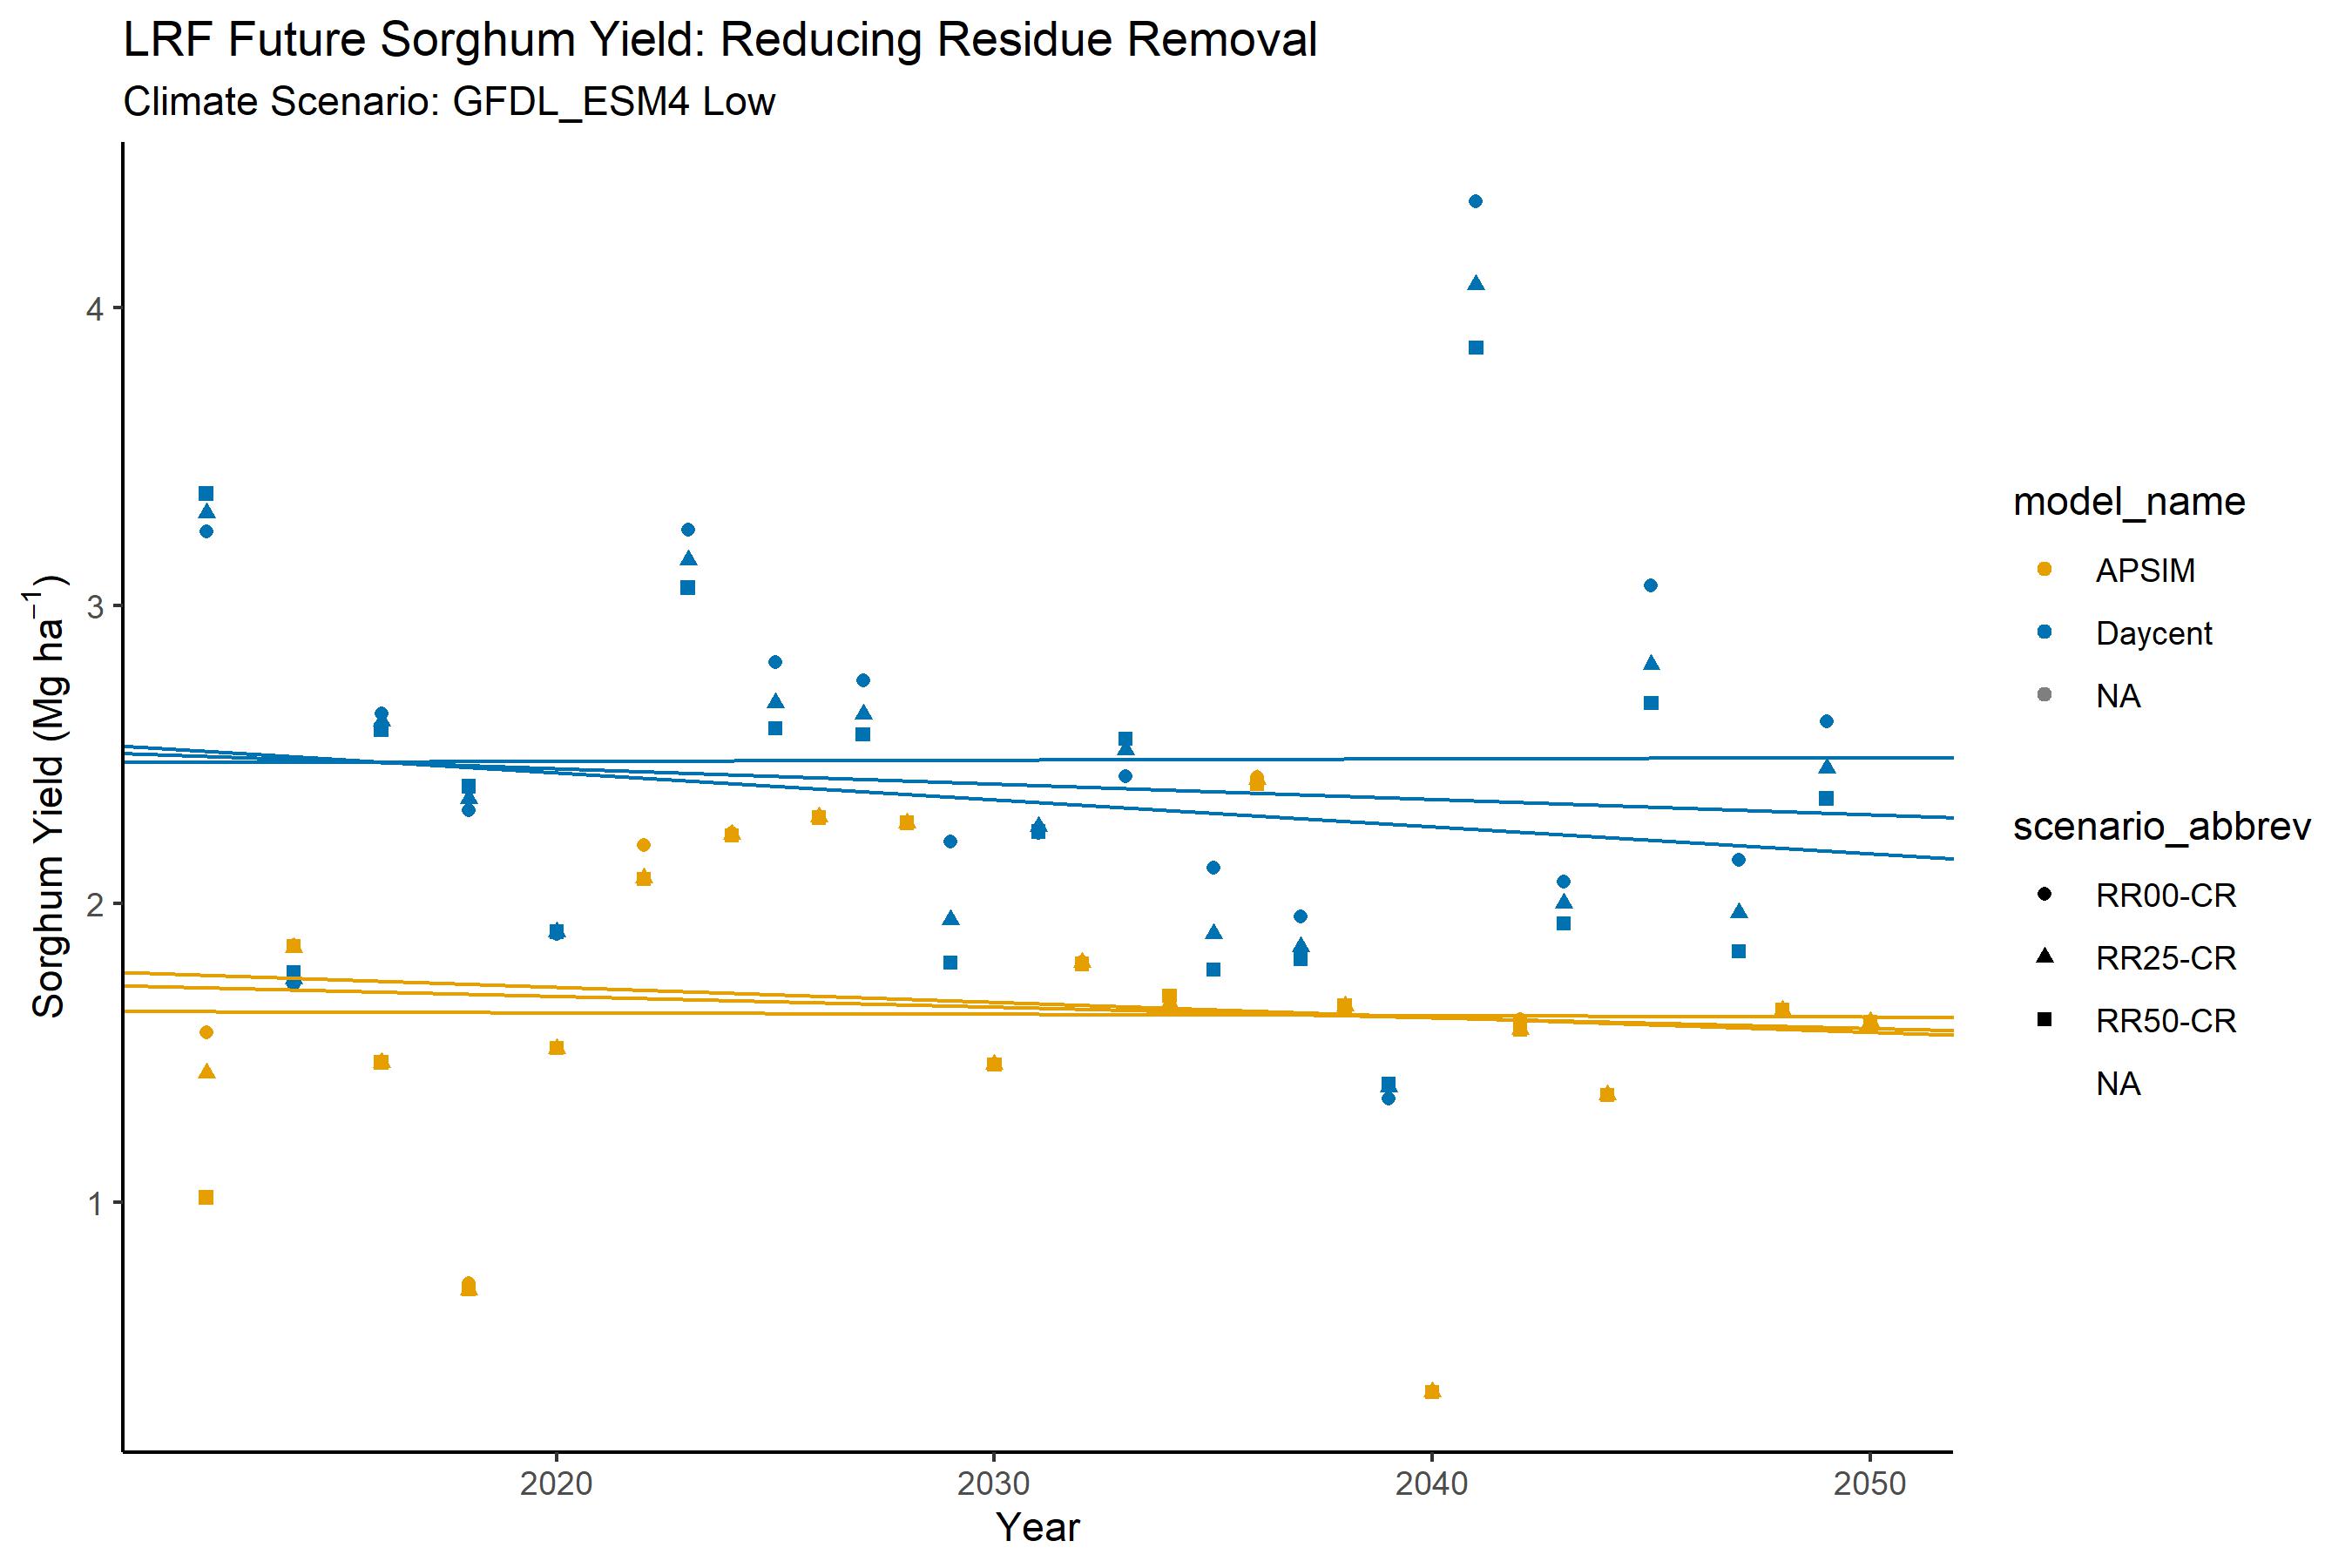 LRF Future Sorghum Yield: Reducing Residue Removal
Climate Scenario: GFDL_ESM4 Low
Sorghum Yield (Mg ha⁻¹)
4
3
2
1
2020
2030
2040
2050
Year
model_name
APSIM
Daycent
NA
scenario_abbrev
RR00-CR
RR25-CR
RR50-CR
NA